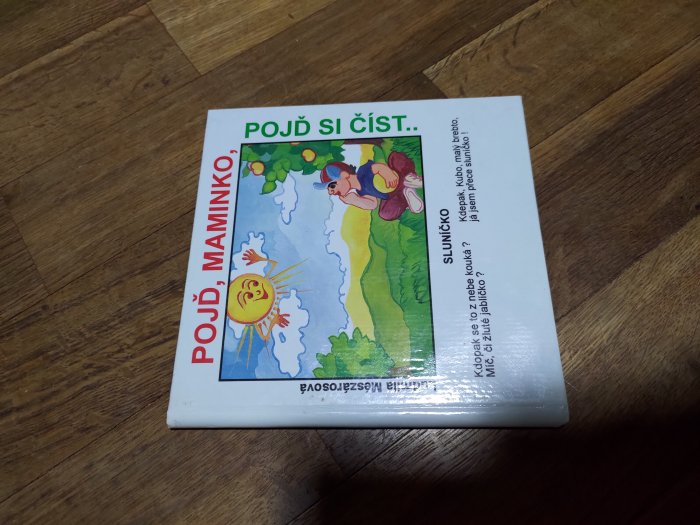 POJĎ, MAMINKO,
POJĎ SI ČÍST..
Ludmila Mészárosová
SLUNÍČKO
Kdopak se to z nebe kouká ?
Míč, či žluté jablíčko ?
Kdepak, Kubo, malý brebto,
já jsem přece sluníčko !